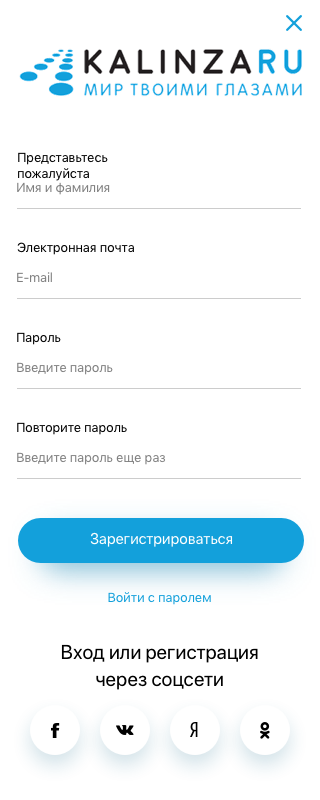 KALINZARU
МИР ТВОИМИ ГЛАЗАМИ
Представьтесь
пожалуйста
Имя и фамилия
Электронная почта
E-mail
Пароль
Введите пароль
Повторите пароль
Введите пароль еще раз
Зарегистрироваться
Войти с паролем
Вход или регистрация
через соцсети
Я